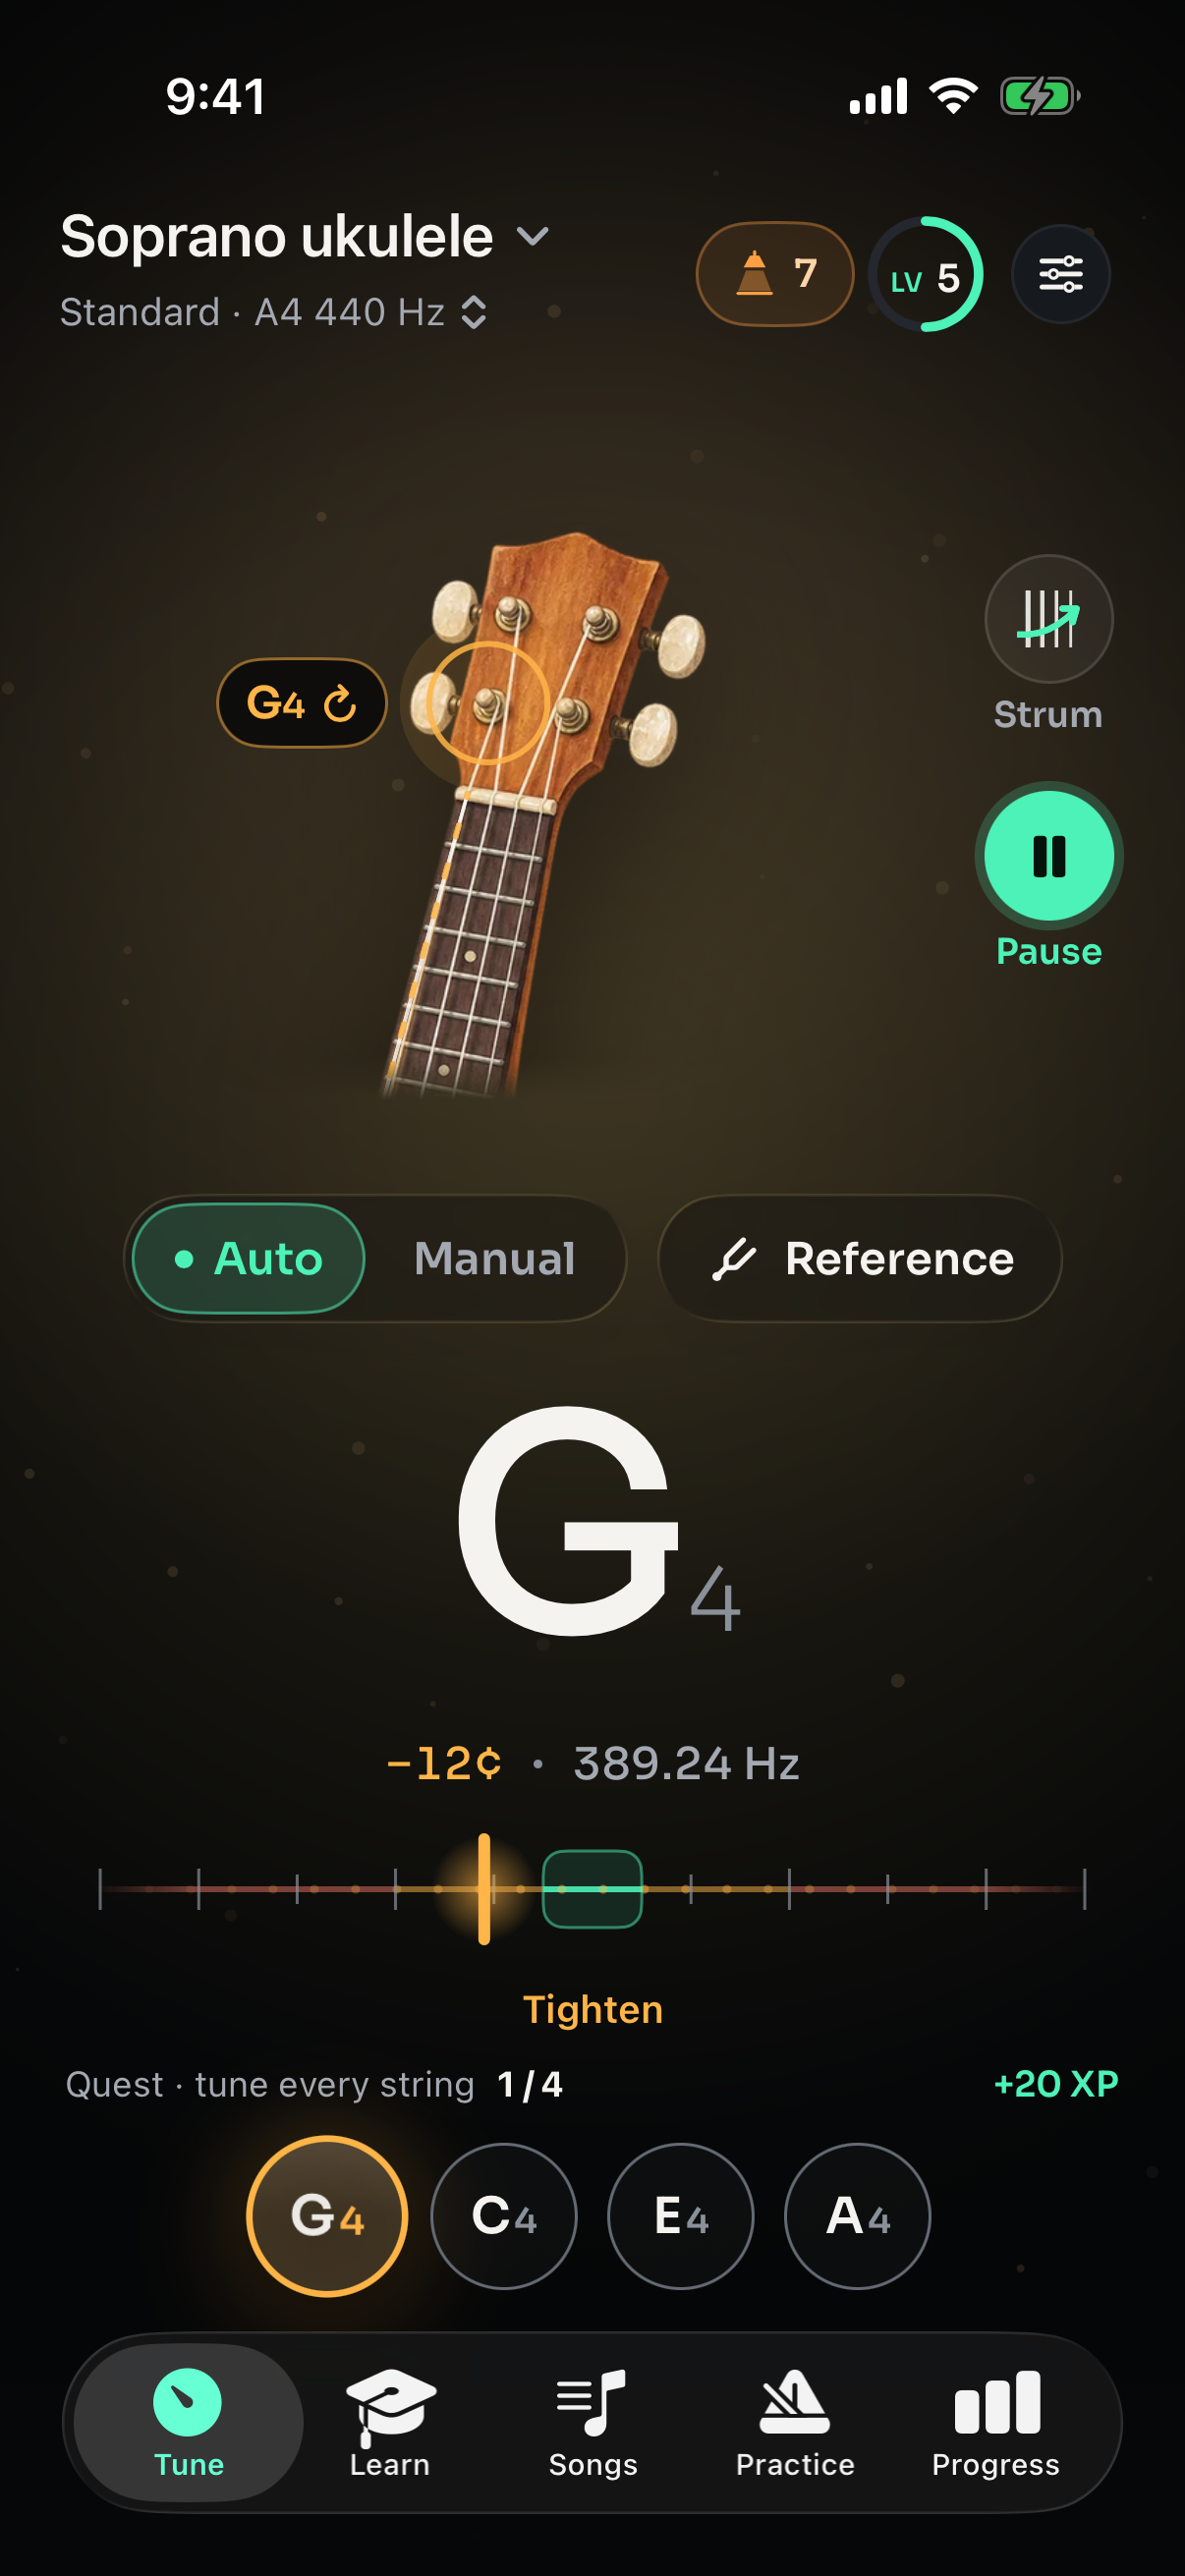 9:41
Soprano ukulele
Standard · A4 440 Hz
7
LV 5
G4
Strum
Pause
Auto
Manual
Reference
G4
−12¢ · 389.24 Hz
Tighten
Quest · tune every string 1/4
+20 XP
G4
C4
E4
A4
Tune
Learn
Songs
Practice
Progress